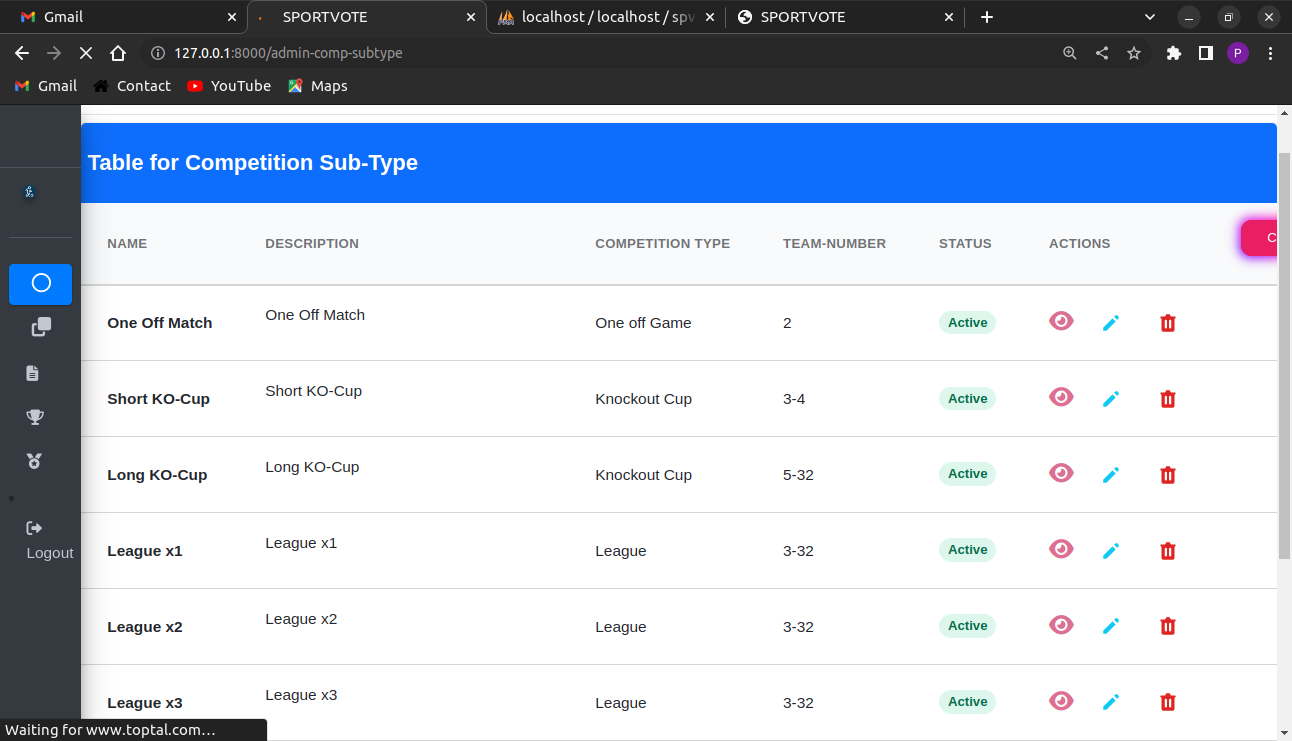 Gmail
SPORTVOTE
localhost / localhost / spv
SPORTVOTE
127.0.0.1:8000/admin-comp-subtype
P
Gmail
Contact
YouTube
Maps
Table for Competition Sub-Type
NAME DESCRIPTION COMPETITION TYPE TEAM-NUMBER STATUS ACTIONS C
One Off Match One Off Match One off Game 2 Active
Short KO-Cup Short KO-Cup Knockout Cup 3-4 Active
Long KO-Cup Long KO-Cup Knockout Cup 5-32 Active
League x1 League x1 League 3-32 Active
League x2 League x2 League 3-32 Active
League x3 League x3 League 3-32 Active
Logout
Waiting for www.toptal.com…